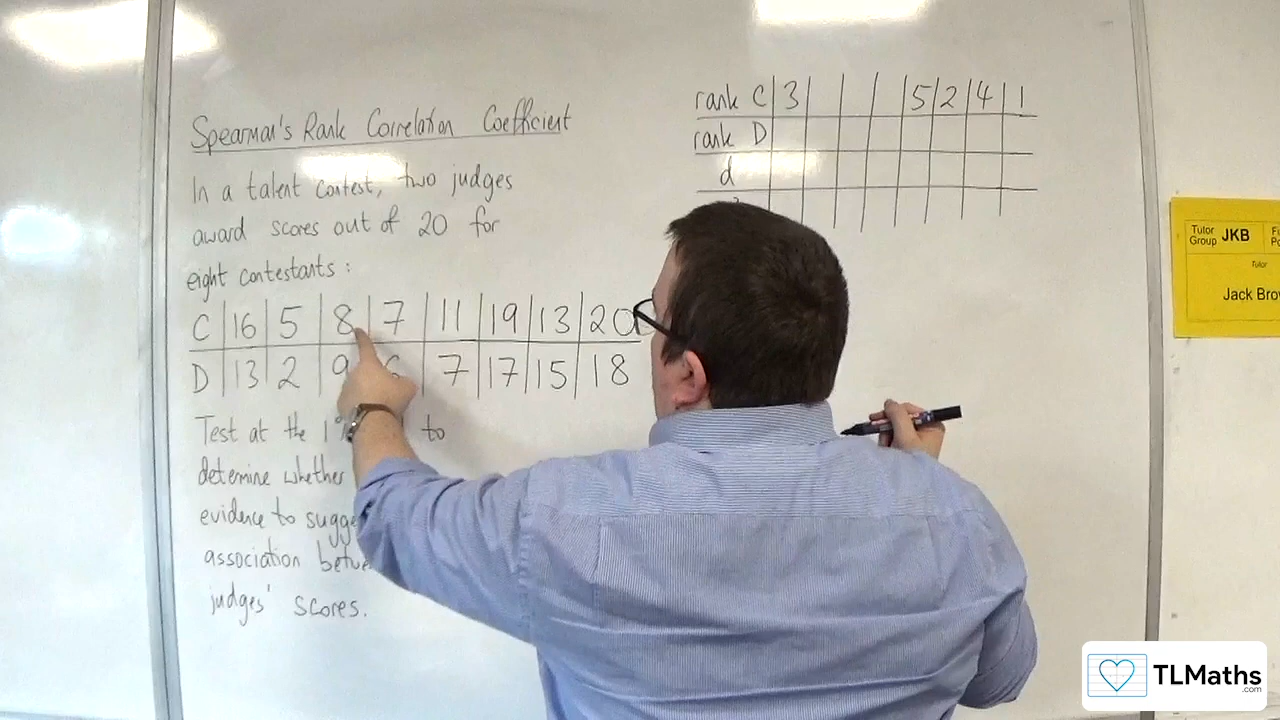 Spearman's Rank Correlation Coefficient
In a talent contest, two judges
award scores out of 20 for
eight contestants :
C 16 5 8 7 11 19 13 20
D 13 2 9 6 7 17 15 18
Test at the 1% to
determine whether
evidence to sugge
association betwe
judges' scores.
rank C 3 5 2 4 1
rank D
d
Tutor
Group JKB
Tutor
Jack Bro
TLMaths
.com